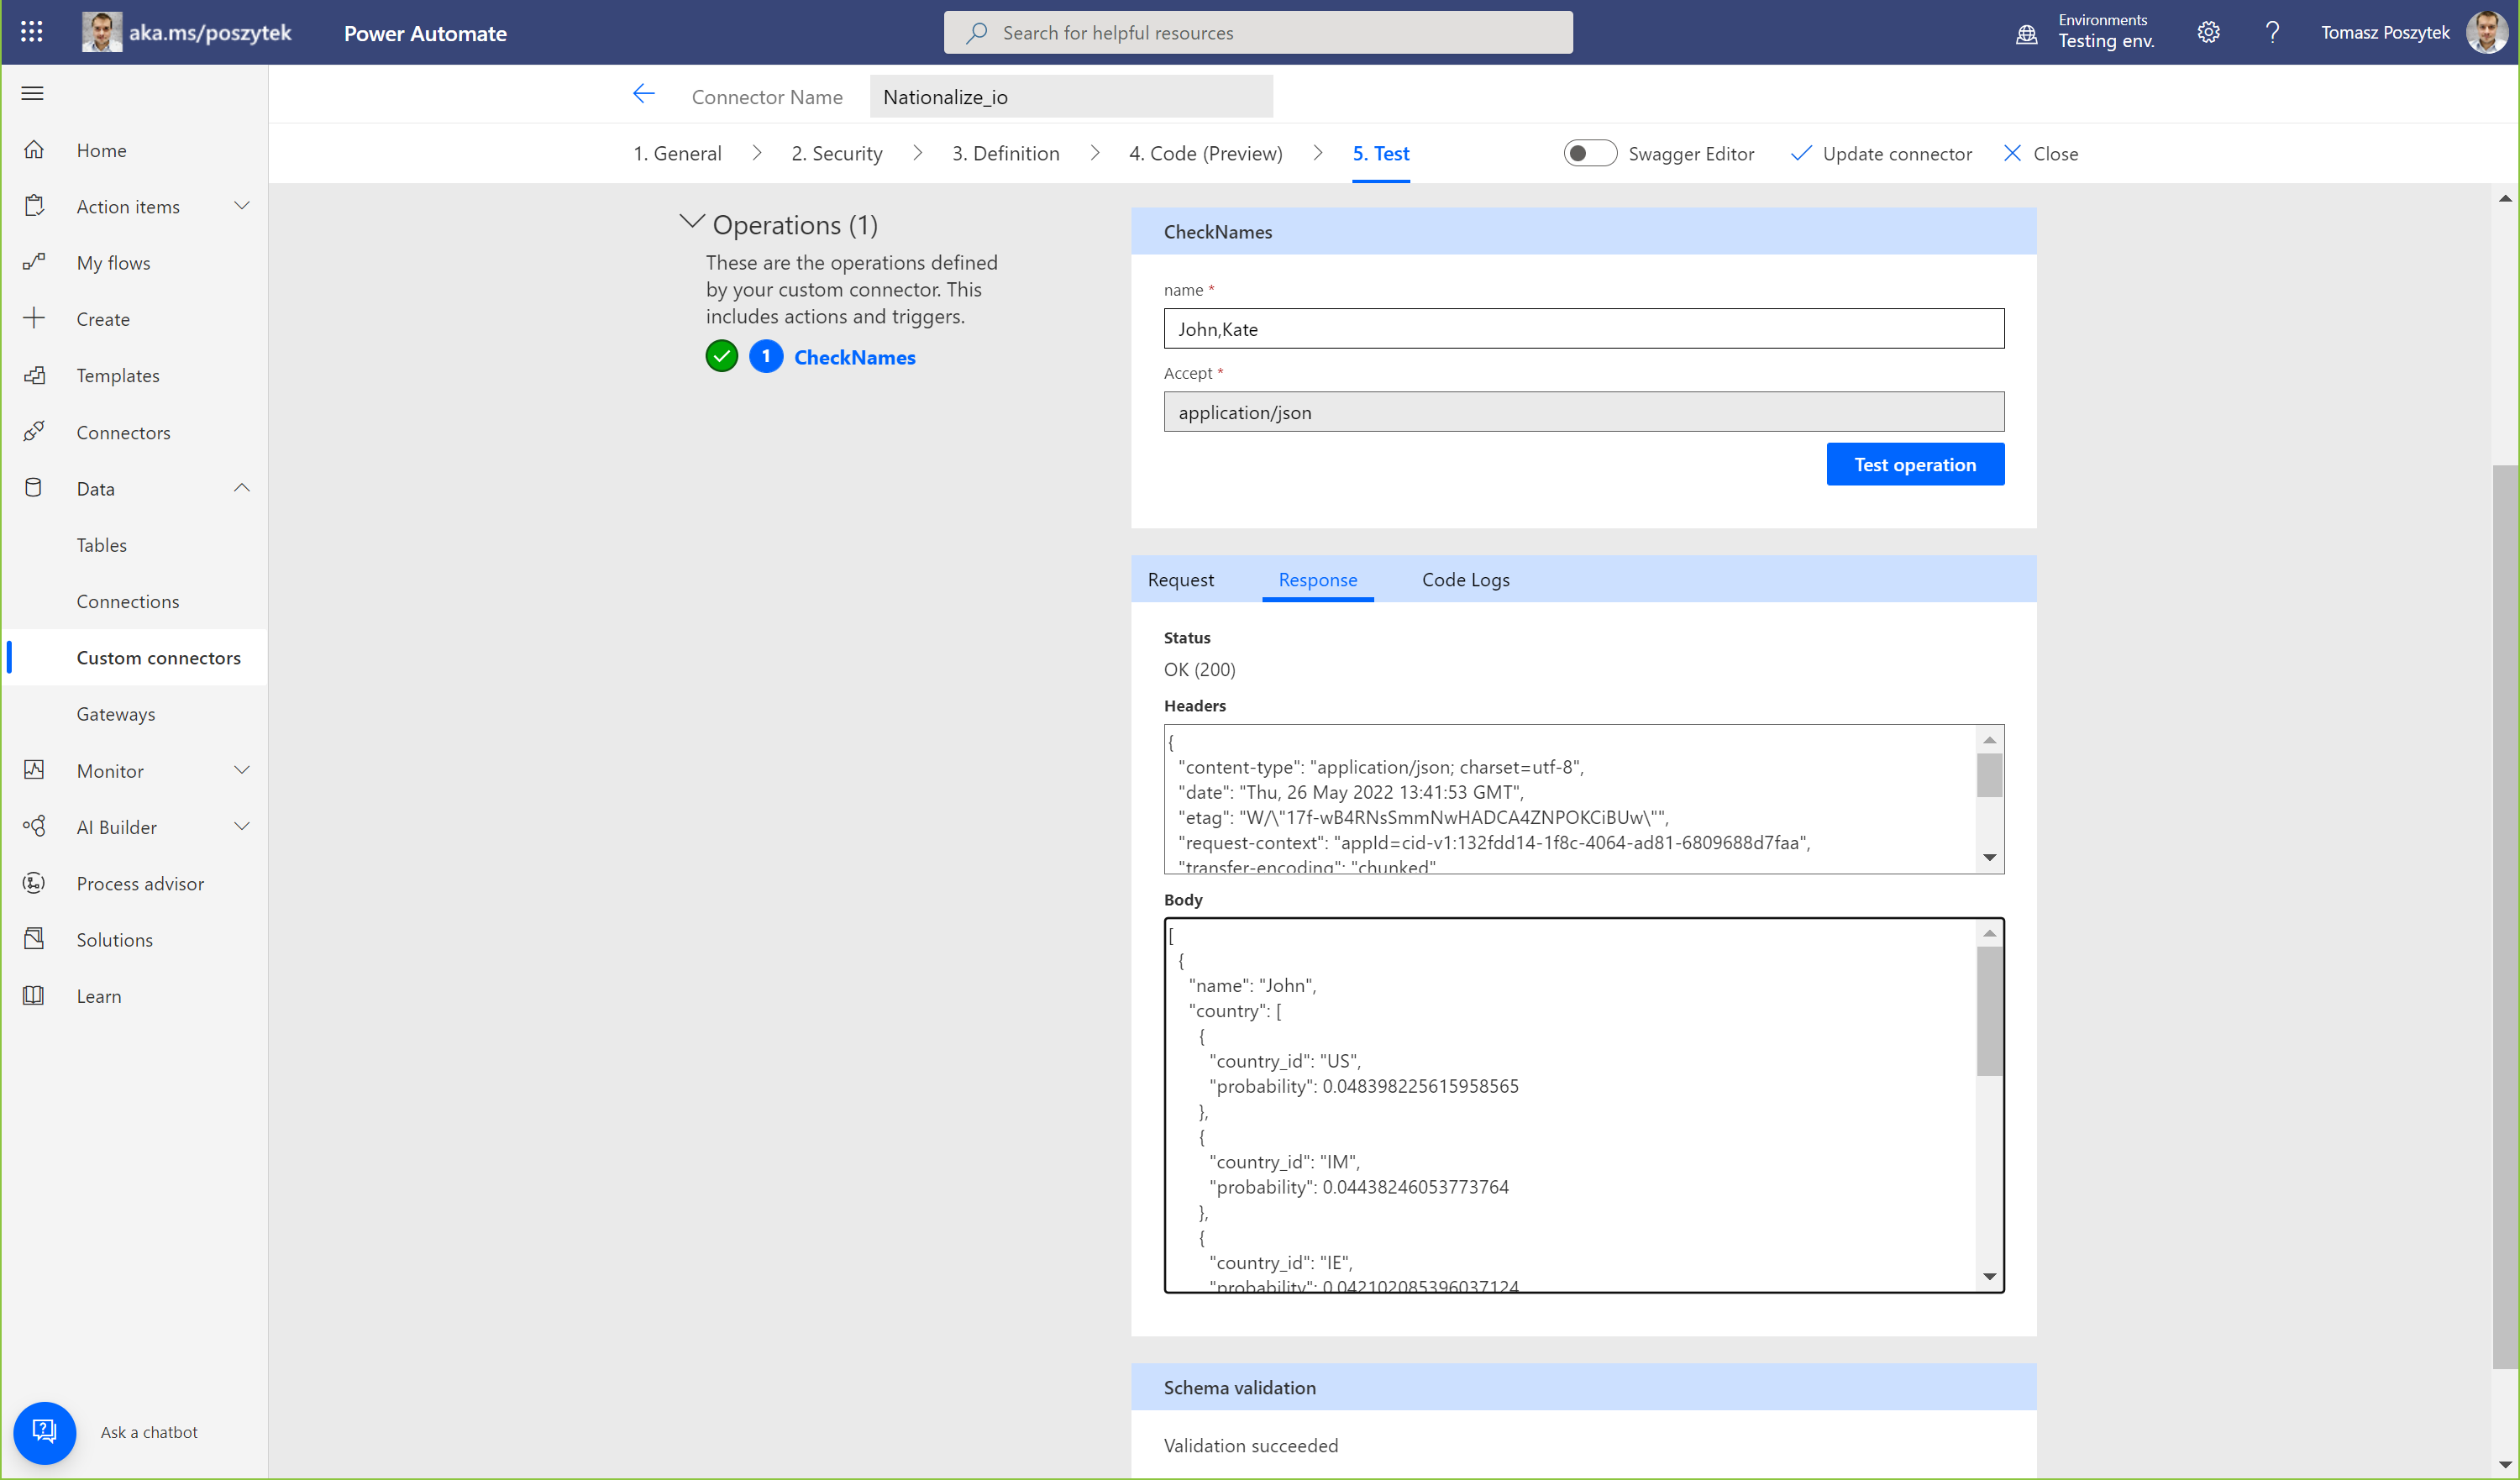 aka.ms/poszytek
Power Automate
Search for helpful resources
Environments
Testing env.
?
Tomasz Poszytek
Connector Name
Nationalize_io
1. General
2. Security
3. Definition
4. Code (Preview)
5. Test
Swagger Editor
Update connector
Close
Home
Action items
My flows
Create
Templates
Connectors
Data
Tables
Connections
Custom connectors
Gateways
Monitor
AI Builder
Process advisor
Solutions
Learn
Ask a chatbot
Operations (1)
These are the operations defined
by your custom connector. This
includes actions and triggers.
1 CheckNames
CheckNames
name *
John,Kate
Accept *
application/json
Test operation
Request
Response
Code Logs
Status
OK (200)
Headers
{
"content-type": "application/json; charset=utf-8",
"date": "Thu, 26 May 2022 13:41:53 GMT",
"etag": "W/\"17f-wB4RNsSmmNwHADCA4ZNPOKCiBUw\"",
"request-context": "appId=cid-v1:132fdd14-1f8c-4064-ad81-6809688d7faa",
"transfer-encoding": "chunked"
Body
[
{
"name": "John",
"country": [
{
"country_id": "US",
"probability": 0.048398225615958565
},
{
"country_id": "IM",
"probability": 0.04438246053773764
},
{
"country_id": "IE",
"probability": 0.042102085396037124
Schema validation
Validation succeeded